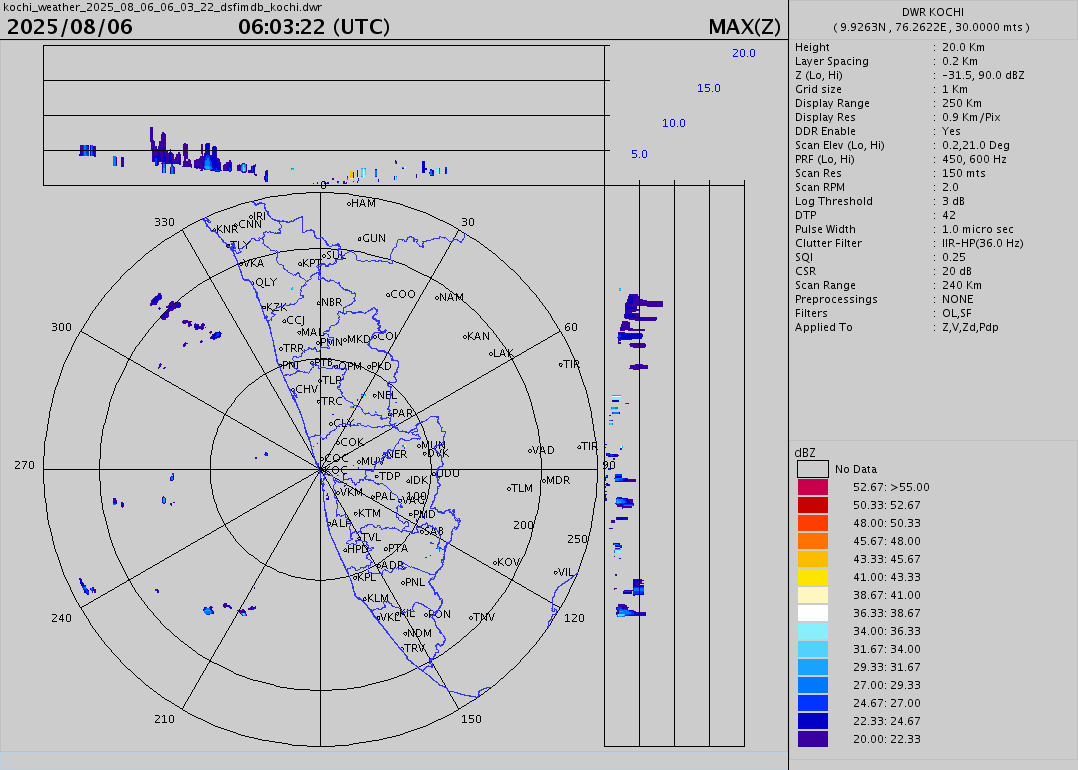 kochi_weather_2025_08_06_06_03_22_dsfimdb_kochi.dwr
2025/08/06 06:03:22 (UTC) MAX(Z)
20.0
15.0
10.0
5.0
DWR KOCHI
( 9.9263N , 76.2622E , 30.0000 mts )
Height : 20.0 Km
Layer Spacing : 0.2 Km
Z (Lo, Hi) : -31.5, 90.0 dBZ
Grid size : 1 Km
Display Range : 250 Km
Display Res : 0.9 Km/Pix
DDR Enable : Yes
Scan Elev (Lo, Hi) : 0.2,21.0 Deg
PRF (Lo, Hi) : 450, 600 Hz
Scan Res : 150 mts
Scan RPM : 2.0
Log Threshold : 3 dB
DTP : 42
Pulse Width : 1.0 micro sec
Clutter Filter : IIR-HP(36.0 Hz)
SQI : 0.25
CSR : 20 dB
Scan Range : 240 Km
Preprocessings : NONE
Filters : OL,SF
Applied To : Z,V,Zd,Pdp
0
HAM
330 IRI 30
KNR CNN
TLY GUN
VKA KPT SUL
QLY
KZK NBR COO NAM
CCJ
300 MAL 60
PMN MKD COI KAN
TRR LAK
PNI PTB OPM PKD TIR
TLP
CHV NEL
TRC
PAR
CLY
COK MUN TIR
COC MUV NER DVK VAD
270 KOC 90
TDP IDK UDU MDR
VKM PAL 100 VAG TLM
KTM PMD
ALP SAB 200
TVL 250
HPD PTA
ADR KOV
KPL PNL VIL
KLM
240 VKL KIL PON TNV 120
NDM
TRV
210 150
dBZ
No Data
52.67: >55.00
50.33: 52.67
48.00: 50.33
45.67: 48.00
43.33: 45.67
41.00: 43.33
38.67: 41.00
36.33: 38.67
34.00: 36.33
31.67: 34.00
29.33: 31.67
27.00: 29.33
24.67: 27.00
22.33: 24.67
20.00: 22.33